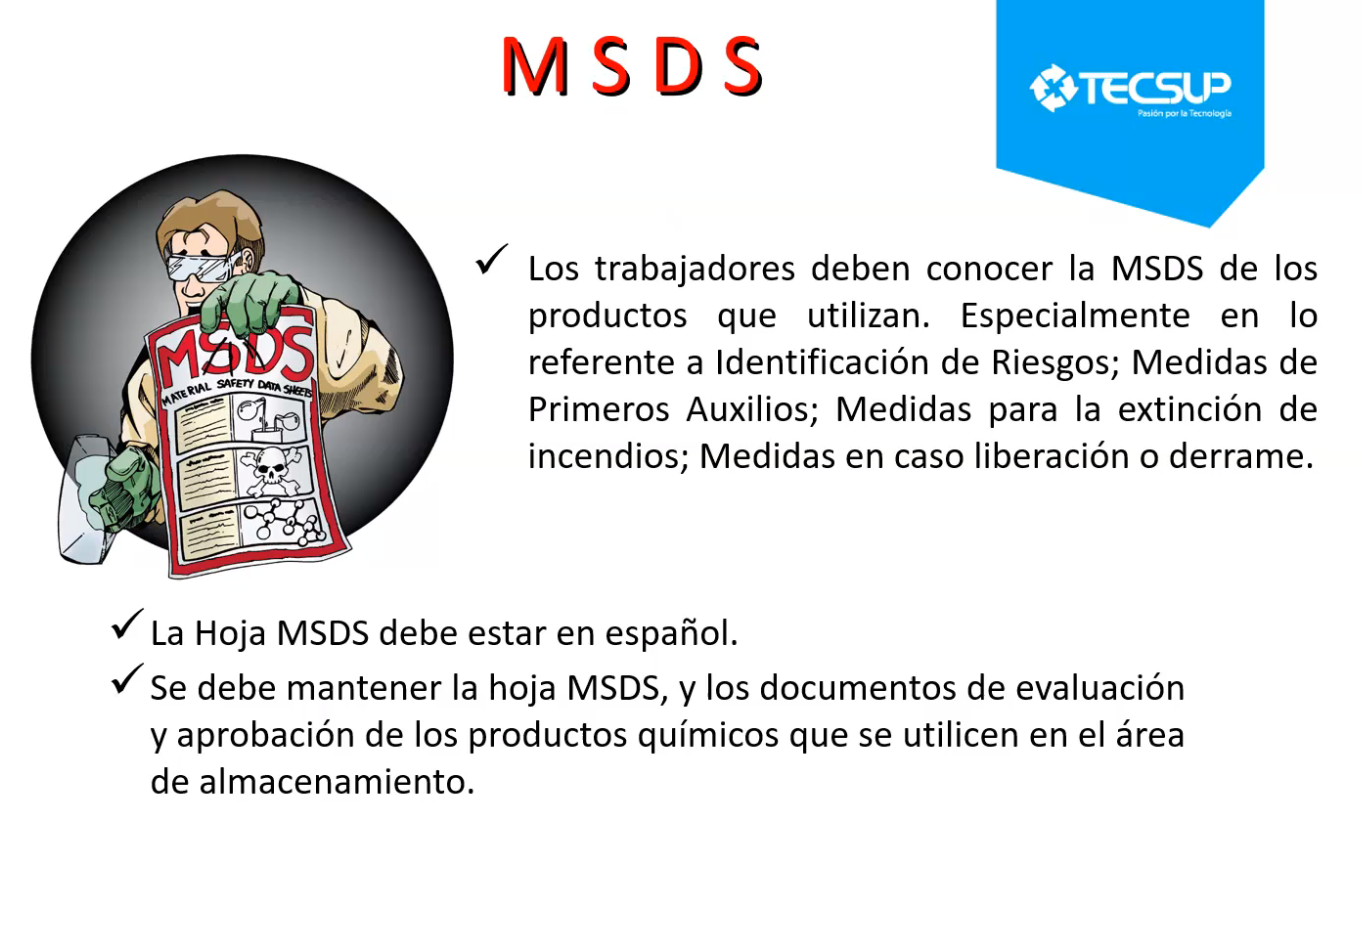 M S D S
TECSUP
Pasión por la Tecnología
Los trabajadores deben conocer la MSDS de los
productos que utilizan. Especialmente en lo
referente a Identificación de Riesgos; Medidas de
Primeros Auxilios; Medidas para la extinción de
incendios; Medidas en caso liberación o derrame.
MSDS
MATERIAL SAFETY DATA SHEETS
La Hoja MSDS debe estar en español.
Se debe mantener la hoja MSDS, y los documentos de evaluación
y aprobación de los productos químicos que se utilicen en el área
de almacenamiento.